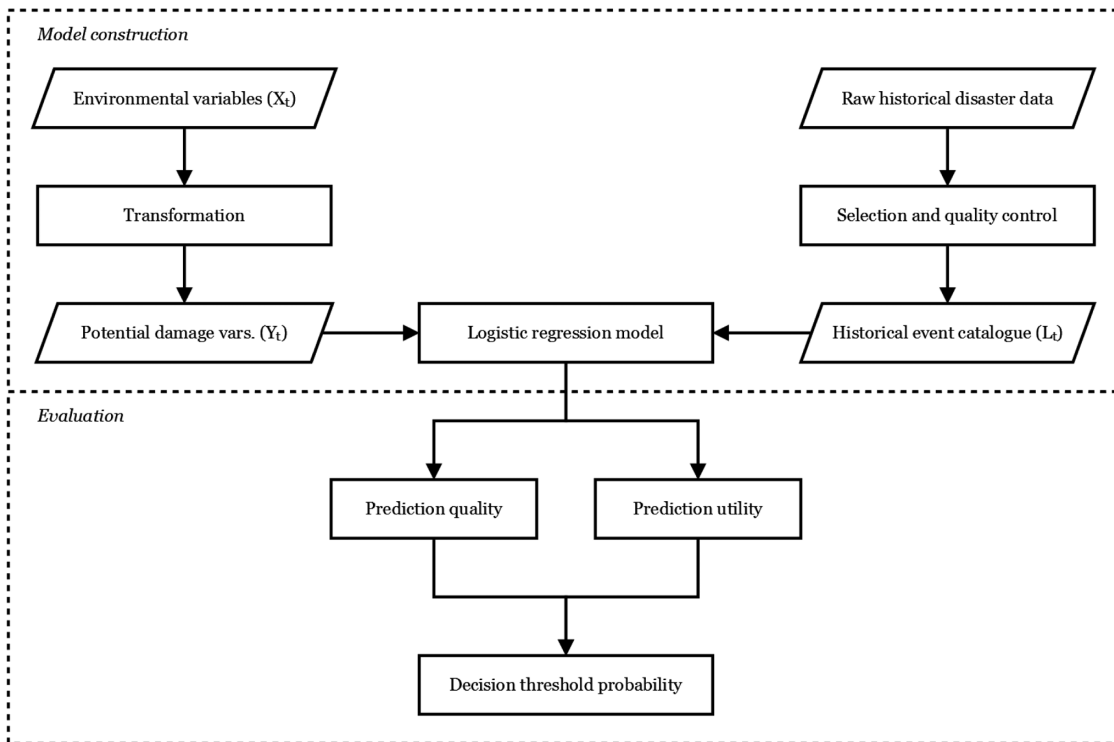 Model construction
Environmental variables (Xₜ)
Raw historical disaster data
Transformation
Selection and quality control
Potential damage vars. (Yₜ)
Logistic regression model
Historical event catalogue (Lₜ)
Evaluation
Prediction quality
Prediction utility
Decision threshold probability